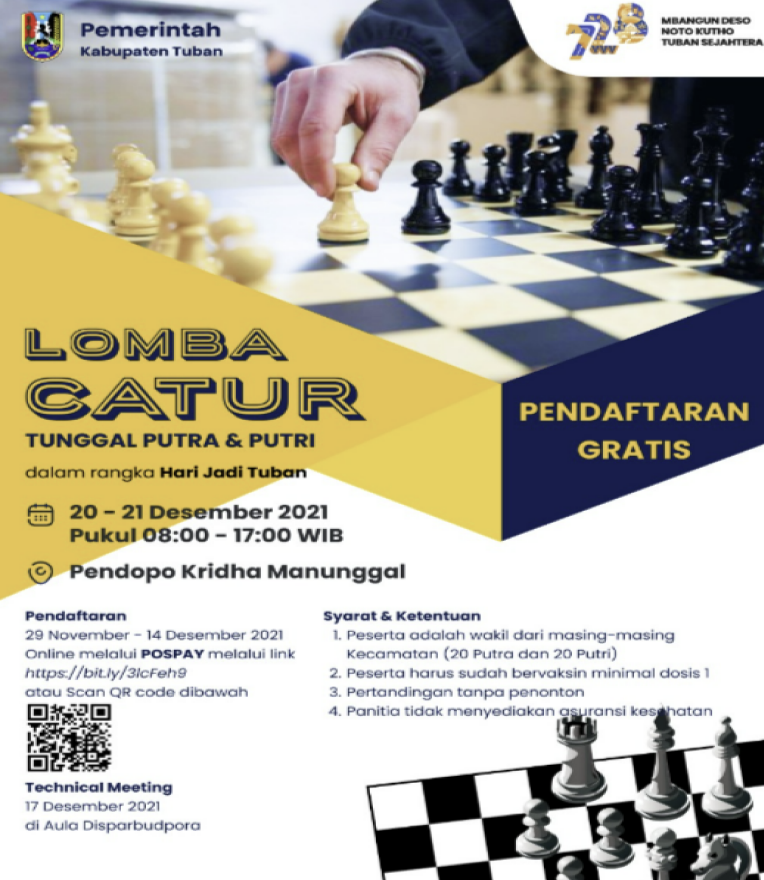 Pemerintah
Kabupaten Tuban
728
MBANGUN DESO
NOTO KUTHO
TUBAN SEJAHTERA
LOMBA
CATUR
TUNGGAL PUTRA & PUTRI
dalam rangka Hari Jadi Tuban
PENDAFTARAN
GRATIS
20 - 21 Desember 2021
Pukul 08:00 - 17:00 WIB
Pendopo Kridha Manunggal
Pendaftaran
29 November - 14 Desember 2021
Online melalui POSPAY melalui link
https://bit.ly/3lcFeh9
atau Scan QR code dibawah
Technical Meeting
17 Desember 2021
di Aula Disparbudpora
Syarat & Ketentuan
1. Peserta adalah wakil dari masing-masing
Kecamatan (20 Putra dan 20 Putri)
2. Peserta harus sudah bervaksin minimal dosis 1
3. Pertandingan tanpa penonton
4. Panitia tidak menyediakan asuransi kesehatan